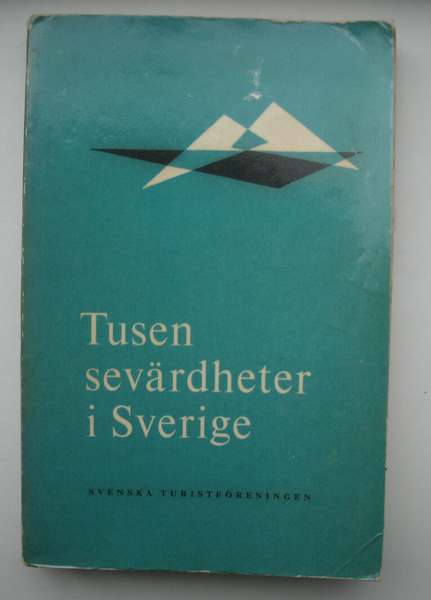 Tusen
sevärdheter
i Sverige
SVENSKA TURISTFÖRENINGEN